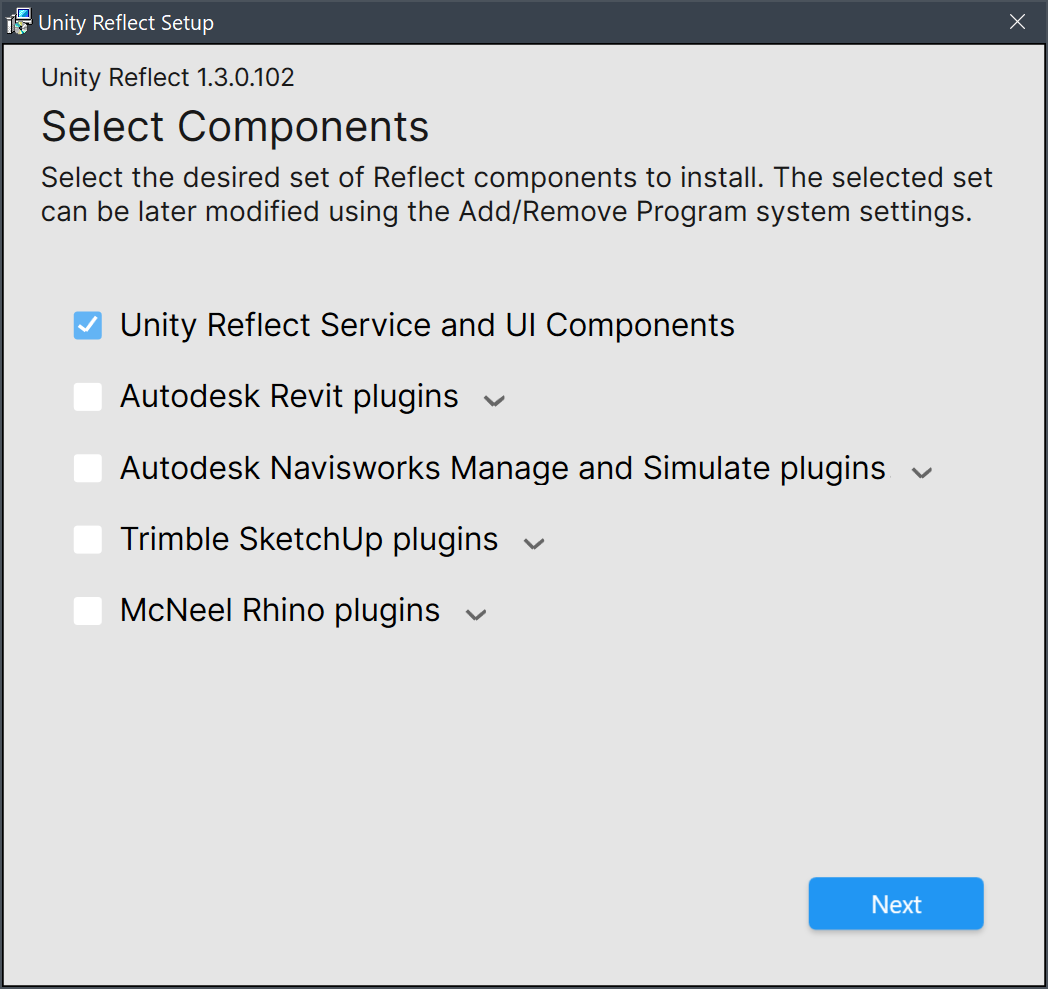 Unity Reflect Setup
Unity Reflect 1.3.0.102
Select Components
Select the desired set of Reflect components to install. The selected set
can be later modified using the Add/Remove Program system settings.
Unity Reflect Service and UI Components
Autodesk Revit plugins
Autodesk Navisworks Manage and Simulate plugins
Trimble SketchUp plugins
McNeel Rhino plugins
Next